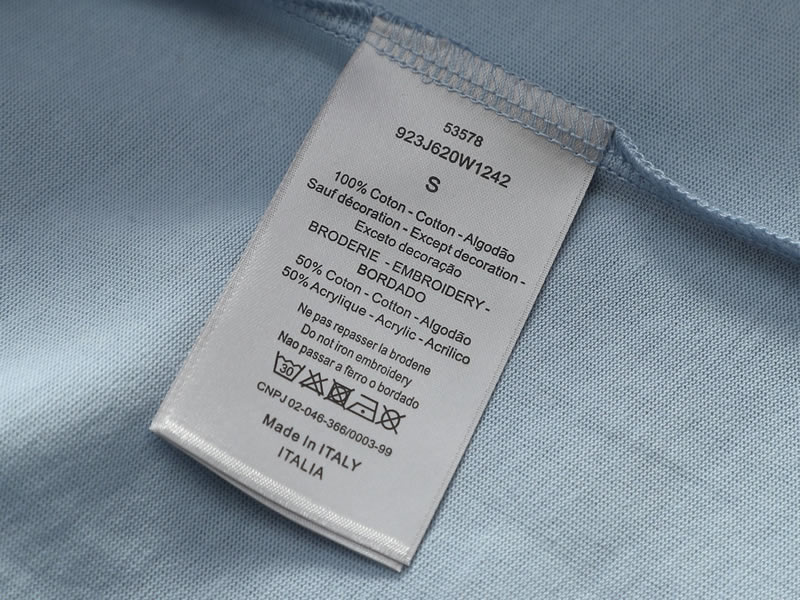 53578
923J620W1242
S
100% Coton - Cotton - Algodão
Sauf décoration - Except decoration -
Exceto decoração
BRODERIE - EMBROIDERY -
BORDADO
50% Coton - Cotton - Algodão
50% Acrylique - Acrylic - Acrilico
Ne pas repasser la brodene
Do not iron embroidery
Nao passar a ferro o bordado
30
CNPJ 02-046-366/0003-99
Made In ITALY
ITALIA